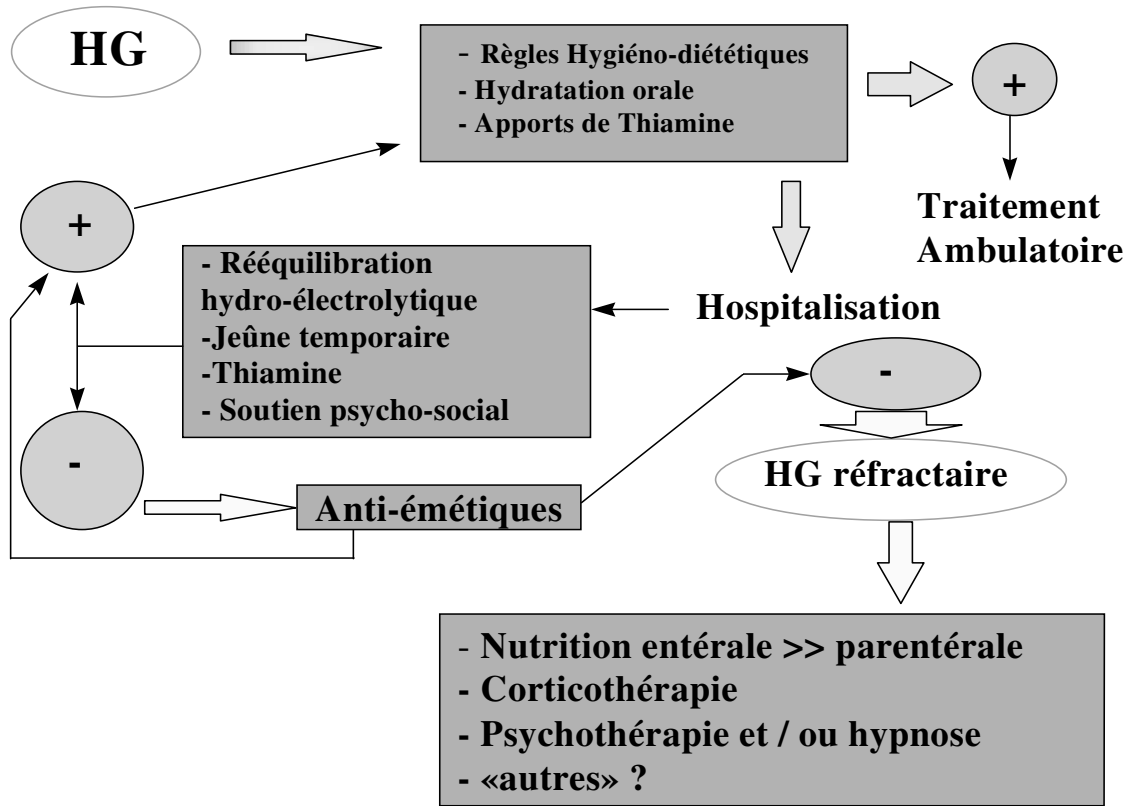 HG
- Règles Hygiéno-diététiques
- Hydratation orale
- Apports de Thiamine
+
Traitement
Ambulatoire
+
- Rééquilibration
hydro-électrolytique
-Jeûne temporaire
-Thiamine
- Soutien psycho-social
Hospitalisation
-
-
HG réfractaire
Anti-émétiques
- Nutrition entérale >> parentérale
- Corticothérapie
- Psychothérapie et / ou hypnose
- «autres» ?